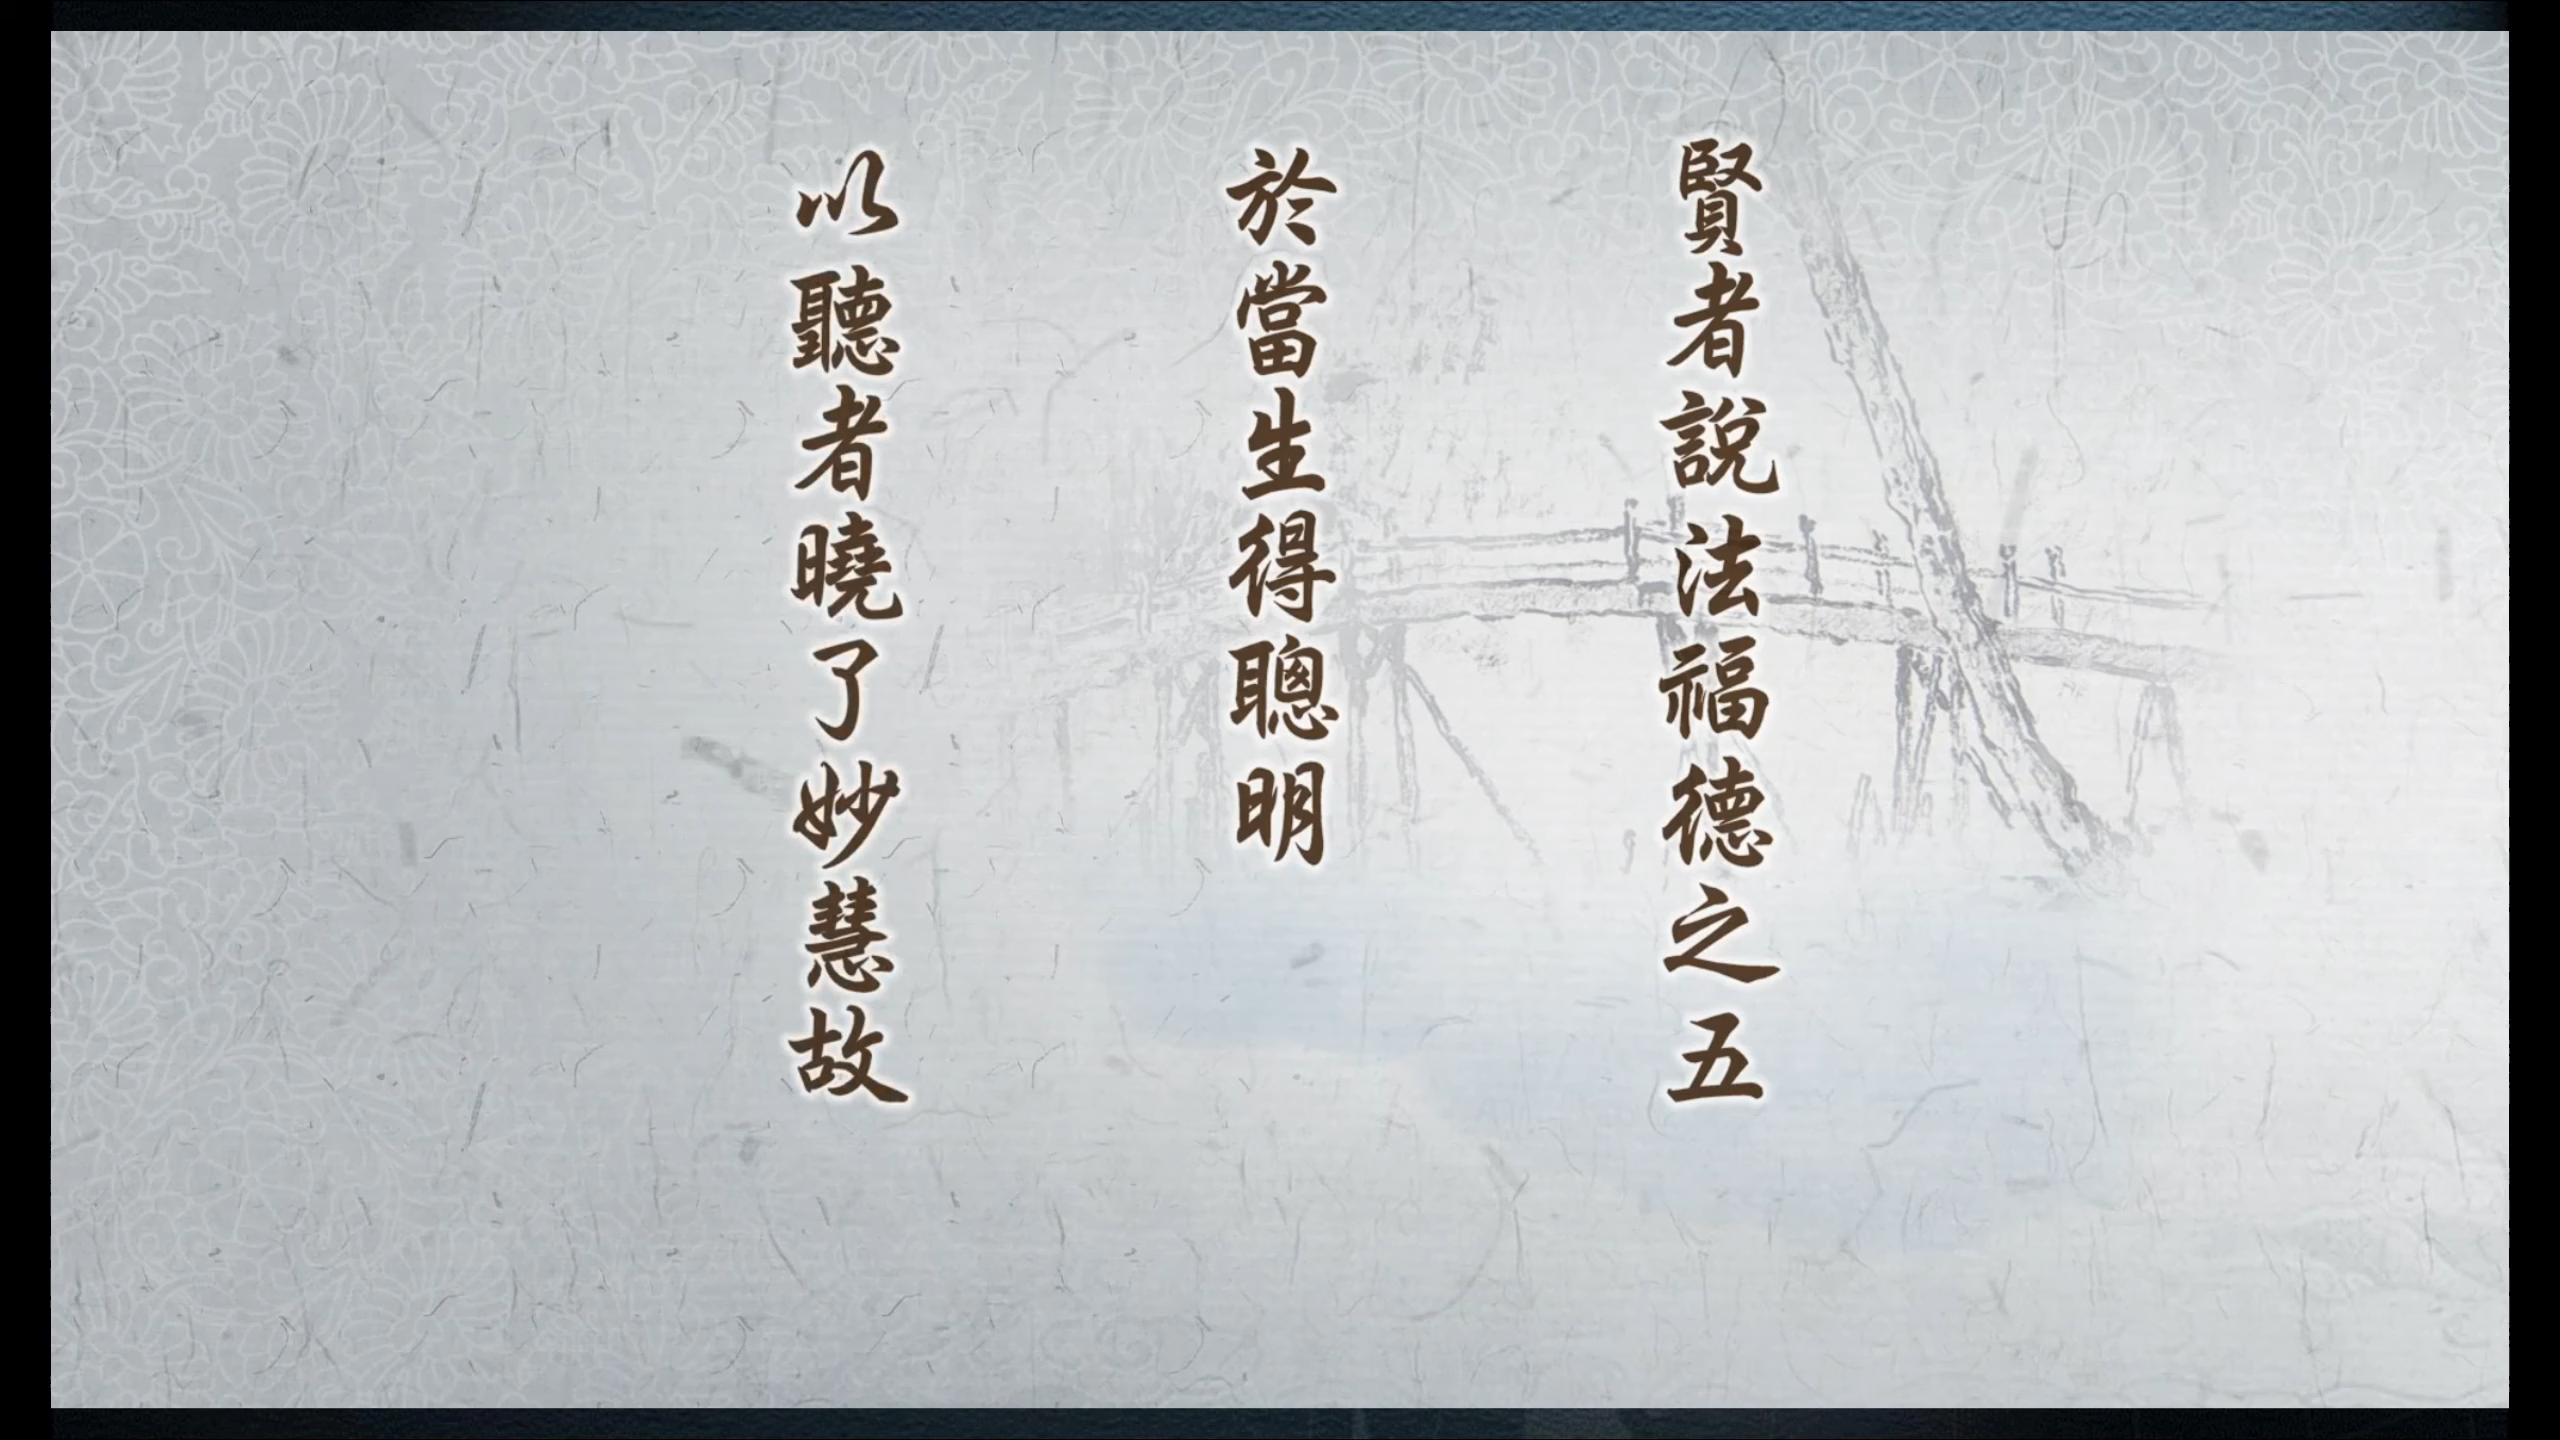 賢者說法福德之五
於當生得聰明
以聽者曉了妙慧故